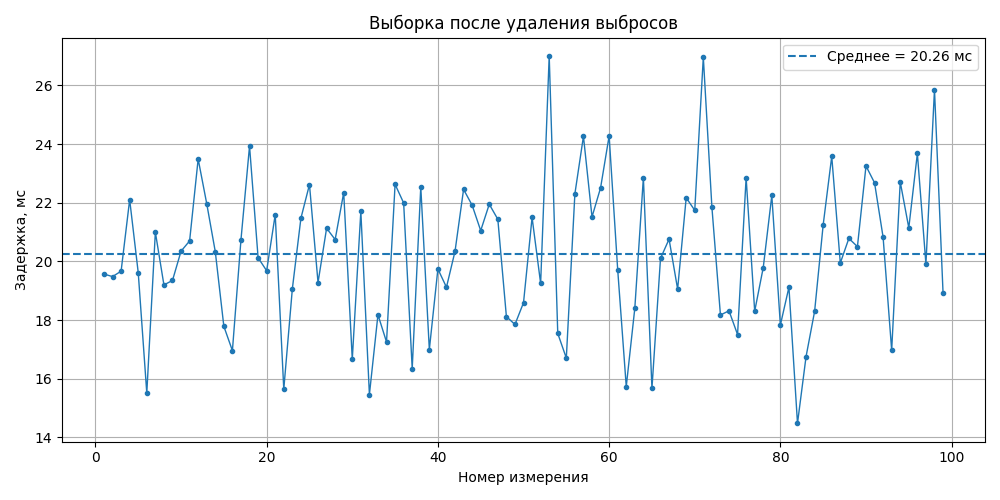 Выборка после удаления выбросов
Среднее = 20.26 мс
Задержка, мс
26
24
22
20
18
16
14
0 20 40 60 80 100
Номер измерения